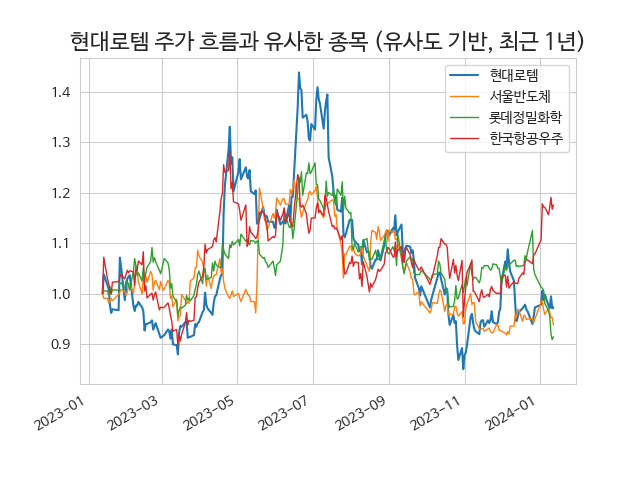 현대로템 주가 흐름과 유사한 종목 (유사도 기반, 최근 1년)
현대로템
서울반도체
롯데정밀화학
한국항공우주
1.4
1.3
1.2
1.1
1.0
0.9
2023-01
2023-03
2023-05
2023-07
2023-09
2023-11
2024-01